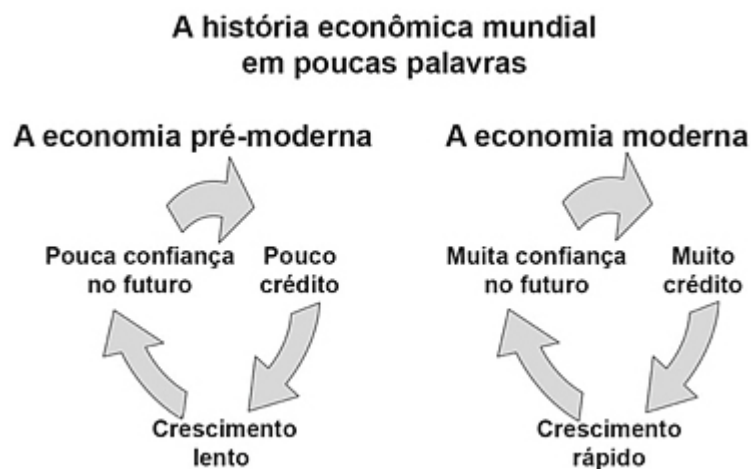 A história econômica mundial
em poucas palavras
A economia pré-moderna
Pouca confiança
no futuro
Pouco
crédito
Crescimento
lento
A economia moderna
Muita confiança
no futuro
Muito
crédito
Crescimento
rápido